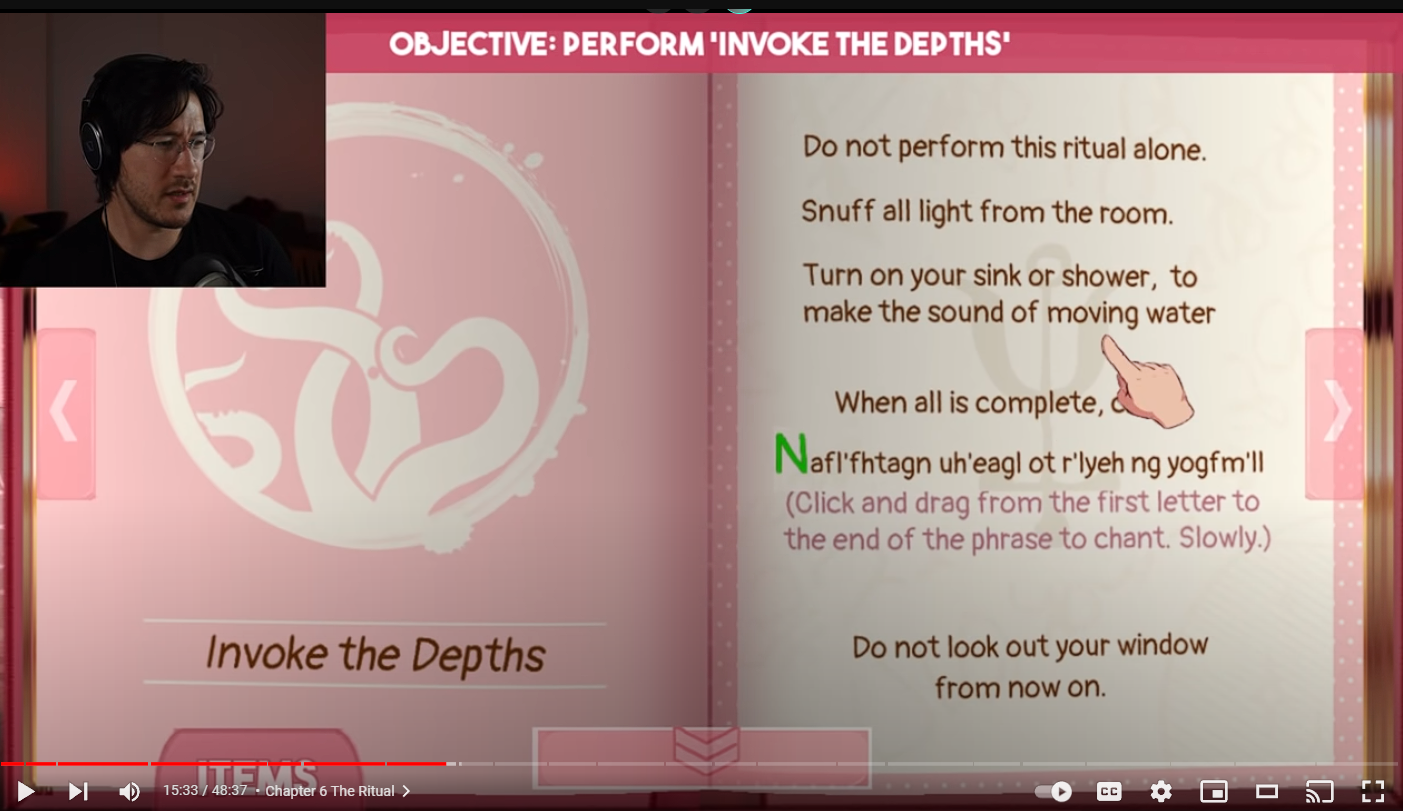 OBJECTIVE: PERFORM 'INVOKE THE DEPTHS'
Do not perform this ritual alone.
Snuff all light from the room.
Turn on your sink or shower, to
make the sound of moving water
When all is complete,
Nafl'fhtagn uh'eagl ot r'lyeh ng yogfm'll
(Click and drag from the first letter to
the end of the phrase to chant. Slowly.)
Invoke the Depths
Do not look out your window
from now on.
ITEMS
15:33 / 48:37 • Chapter 6 The Ritual
CC